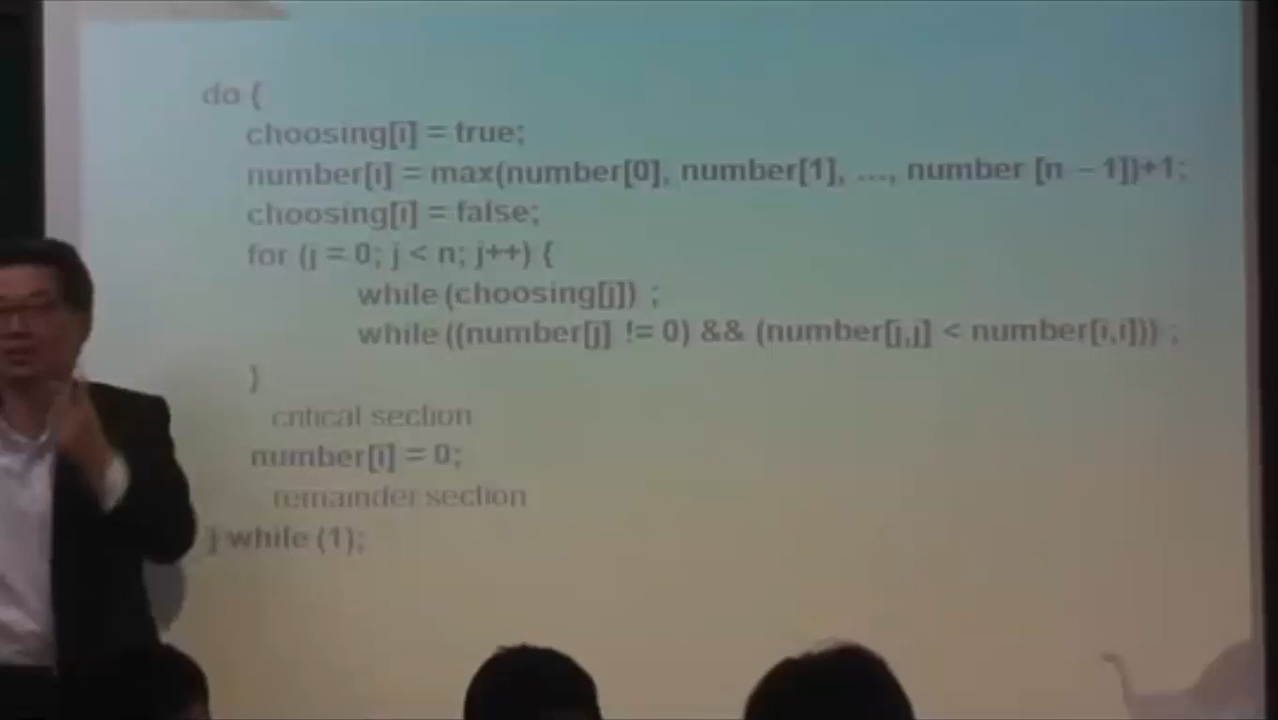 do {
choosing[i] = true;
number[i] = max(number[0], number[1], ..., number [n – 1])+1;
choosing[i] = false;
for (j = 0; j < n; j++) {
while (choosing[j]) ;
while ((number[j] != 0) && (number[j,j] < number[i,i])) ;
}
critical section
number[i] = 0;
remainder section
} while (1);